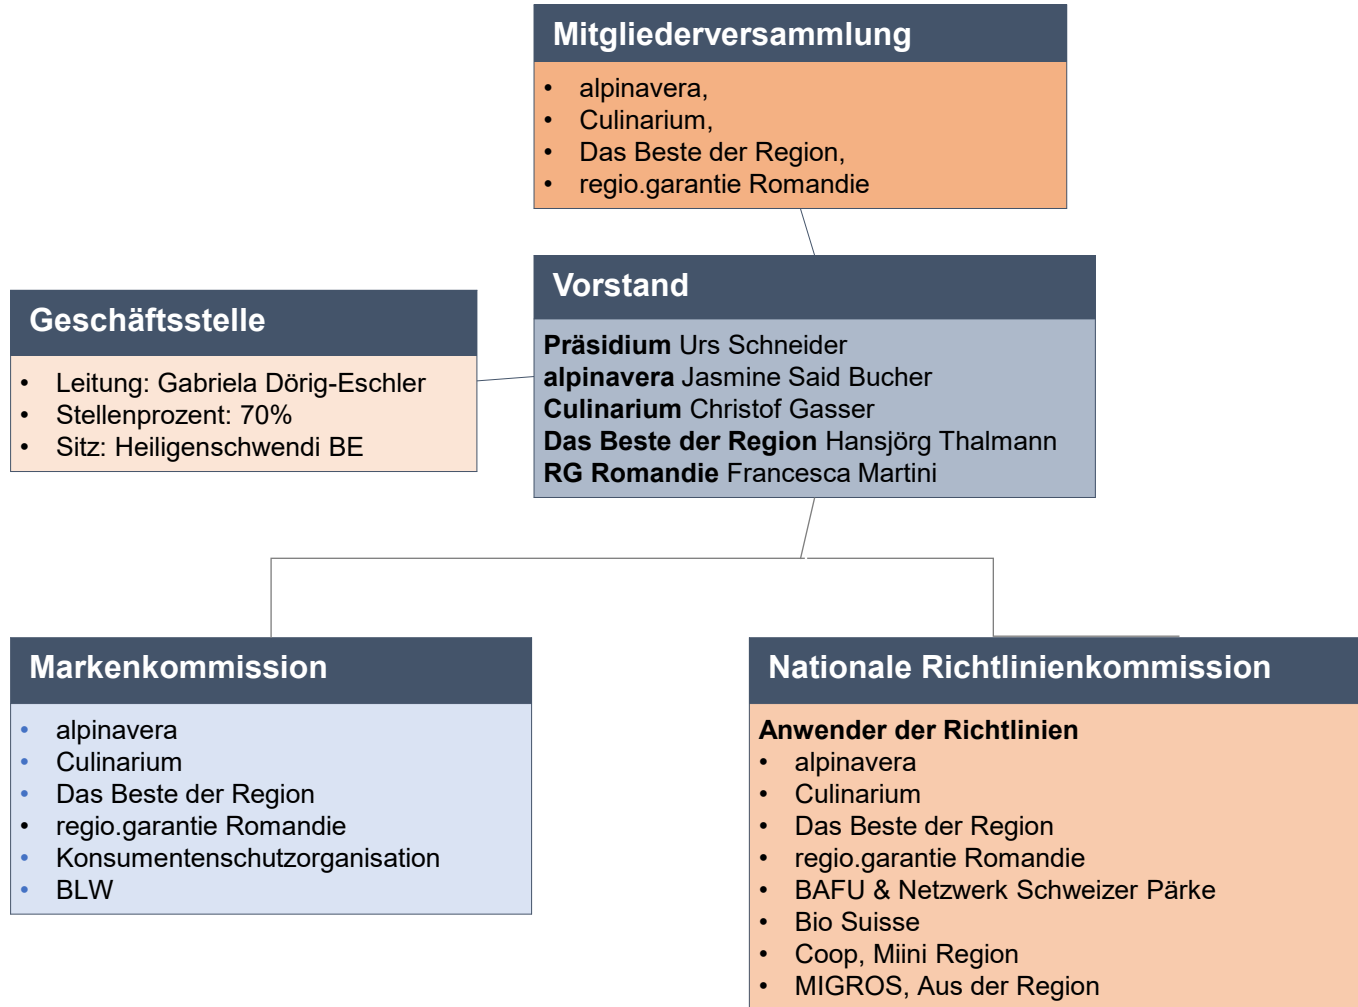 Mitgliederversammlung
• alpinavera,
• Culinarium,
• Das Beste der Region,
• regio.garantie Romandie
Geschäftsstelle
• Leitung: Gabriela Dörig-Eschler
• Stellenprozent: 70%
• Sitz: Heiligenschwendi BE
Vorstand
Präsidium Urs Schneider
alpinavera Jasmine Said Bucher
Culinarium Christof Gasser
Das Beste der Region Hansjörg Thalmann
RG Romandie Francesca Martini
Markenkommission
• alpinavera
• Culinarium
• Das Beste der Region
• regio.garantie Romandie
• Konsumentenschutzorganisation
• BLW
Nationale Richtlinienkommission
Anwender der Richtlinien
• alpinavera
• Culinarium
• Das Beste der Region
• regio.garantie Romandie
• BAFU & Netzwerk Schweizer Pärke
• Bio Suisse
• Coop, Miini Region
• MIGROS, Aus der Region